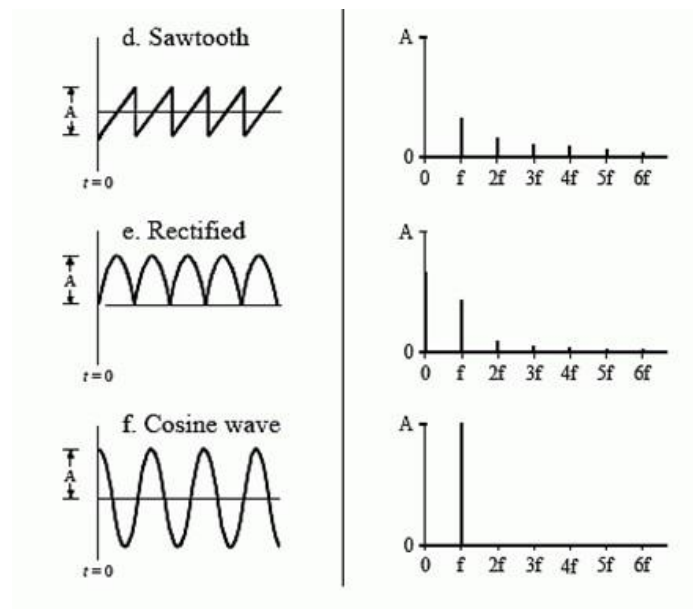 d. Sawtooth
A
t = 0
A
0
0 f 2f 3f 4f 5f 6f
e. Rectified
A
t = 0
A
0
0 f 2f 3f 4f 5f 6f
f. Cosine wave
A
t = 0
A
0
0 f 2f 3f 4f 5f 6f